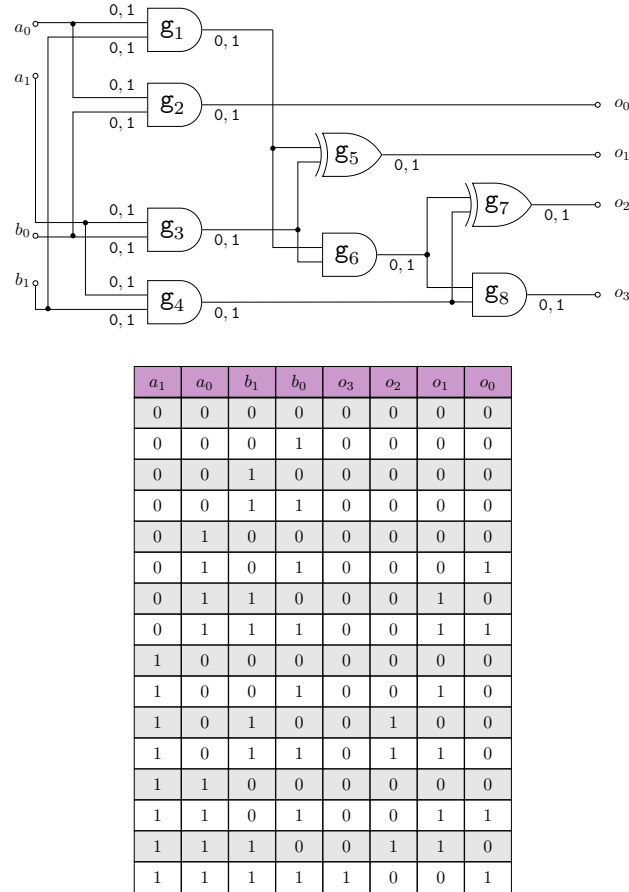 a₀ 0, 1 g₁
0, 1 0, 1
a₁ 0, 1 g₂ o₀
0, 1 0, 1
g₅ o₁
0, 1
0, 1 g₃ g₇ o₂
b₀ 0, 1 0, 1 g₆ 0, 1
0, 1
b₁ 0, 1 g₄ g₈ o₃
0, 1 0, 1 0, 1
a₁ a₀ b₁ b₀ o₃ o₂ o₁ o₀
0 0 0 0 0 0 0 0
0 0 0 1 0 0 0 0
0 0 1 0 0 0 0 0
0 0 1 1 0 0 0 0
0 1 0 0 0 0 0 0
0 1 0 1 0 0 0 1
0 1 1 0 0 0 1 0
0 1 1 1 0 0 1 1
1 0 0 0 0 0 0 0
1 0 0 1 0 0 1 0
1 0 1 0 0 1 0 0
1 0 1 1 0 1 1 0
1 1 0 0 0 0 0 0
1 1 0 1 0 0 1 1
1 1 1 0 0 1 1 0
1 1 1 1 1 0 0 1